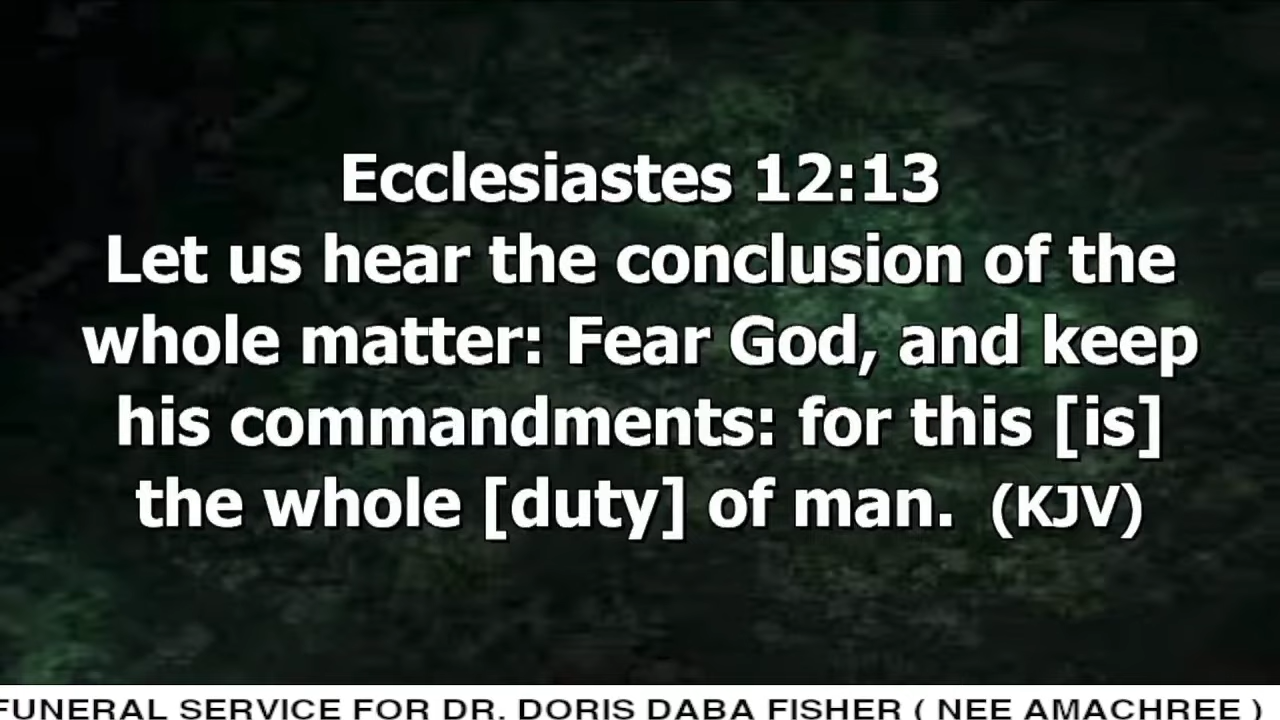 Ecclesiastes 12:13
Let us hear the conclusion of the
whole matter: Fear God, and keep
his commandments: for this [is]
the whole [duty] of man.  (KJV)
FUNERAL SERVICE FOR DR. DORIS DABA FISHER ( NEE AMACHREE )